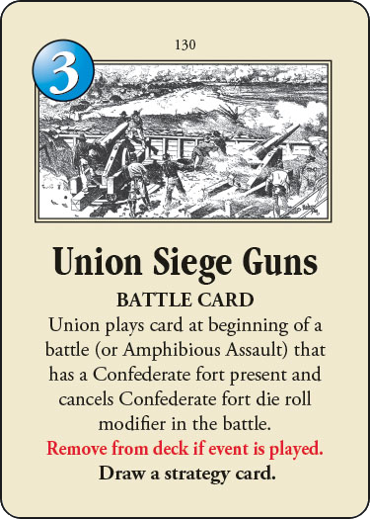 130
3
Union Siege Guns
BATTLE CARD
Union plays card at beginning of a
battle (or Amphibious Assault) that
has a Confederate fort present and
cancels Confederate fort die roll
modifier in the battle.
Remove from deck if event is played.
Draw a strategy card.